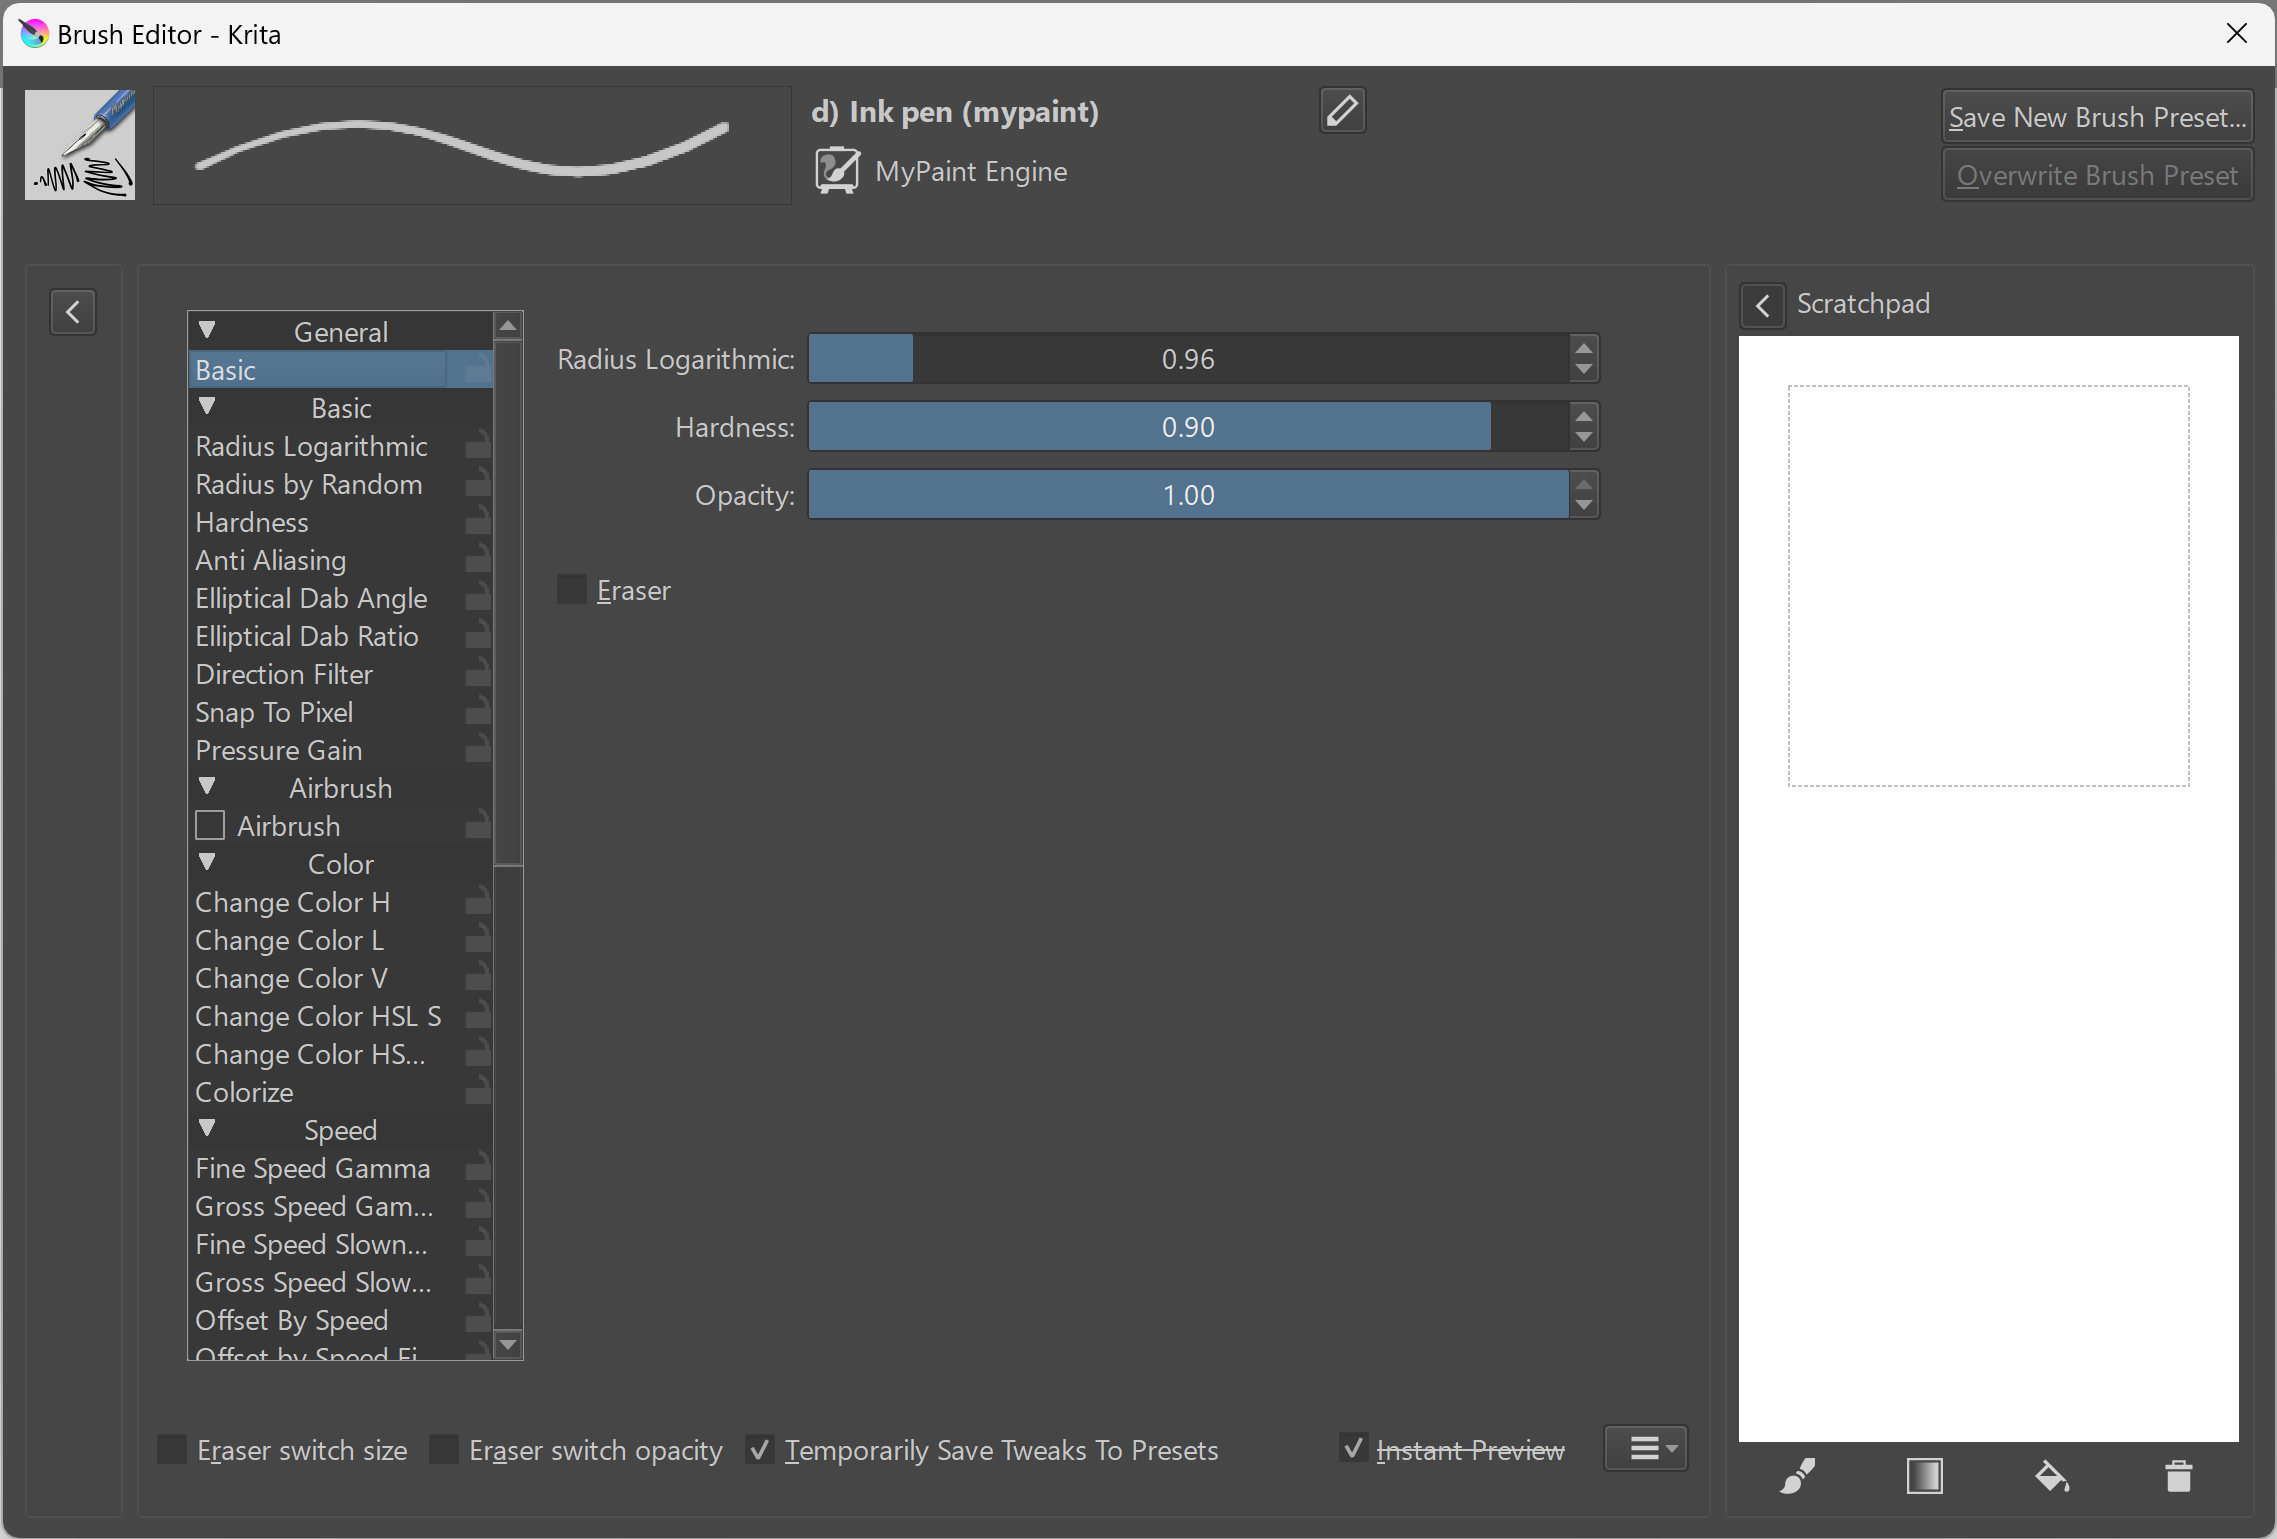 Brush Editor - Krita
d) Ink pen (mypaint)
MyPaint Engine
Save New Brush Preset...
Overwrite Brush Preset
General
Basic
Basic
Radius Logarithmic
Radius by Random
Hardness
Anti Aliasing
Elliptical Dab Angle
Elliptical Dab Ratio
Direction Filter
Snap To Pixel
Pressure Gain
Airbrush
Airbrush
Color
Change Color H
Change Color L
Change Color V
Change Color HSL S
Change Color HS...
Colorize
Speed
Fine Speed Gamma
Gross Speed Gam...
Fine Speed Slown...
Gross Speed Slow...
Offset By Speed
Offset by Speed Fi
Radius Logarithmic: 0.96
Hardness: 0.90
Opacity: 1.00
Eraser
Scratchpad
Eraser switch size
Eraser switch opacity
Temporarily Save Tweaks To Presets
Instant Preview